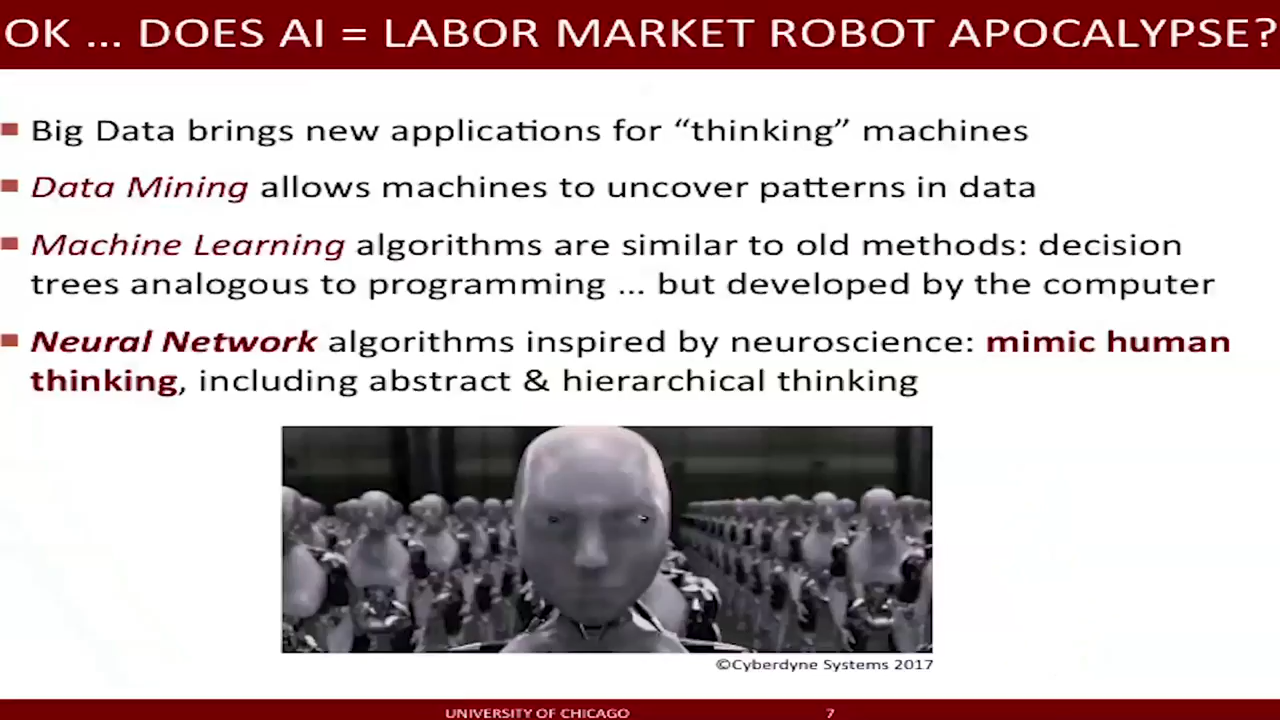 OK … DOES AI = LABOR MARKET ROBOT APOCALYPSE?
Big Data brings new applications for “thinking” machines
Data Mining allows machines to uncover patterns in data
Machine Learning algorithms are similar to old methods: decision
trees analogous to programming … but developed by the computer
Neural Network algorithms inspired by neuroscience: mimic human
thinking, including abstract & hierarchical thinking
©Cyberdyne Systems 2017
UNIVERSITY OF CHICAGO 7